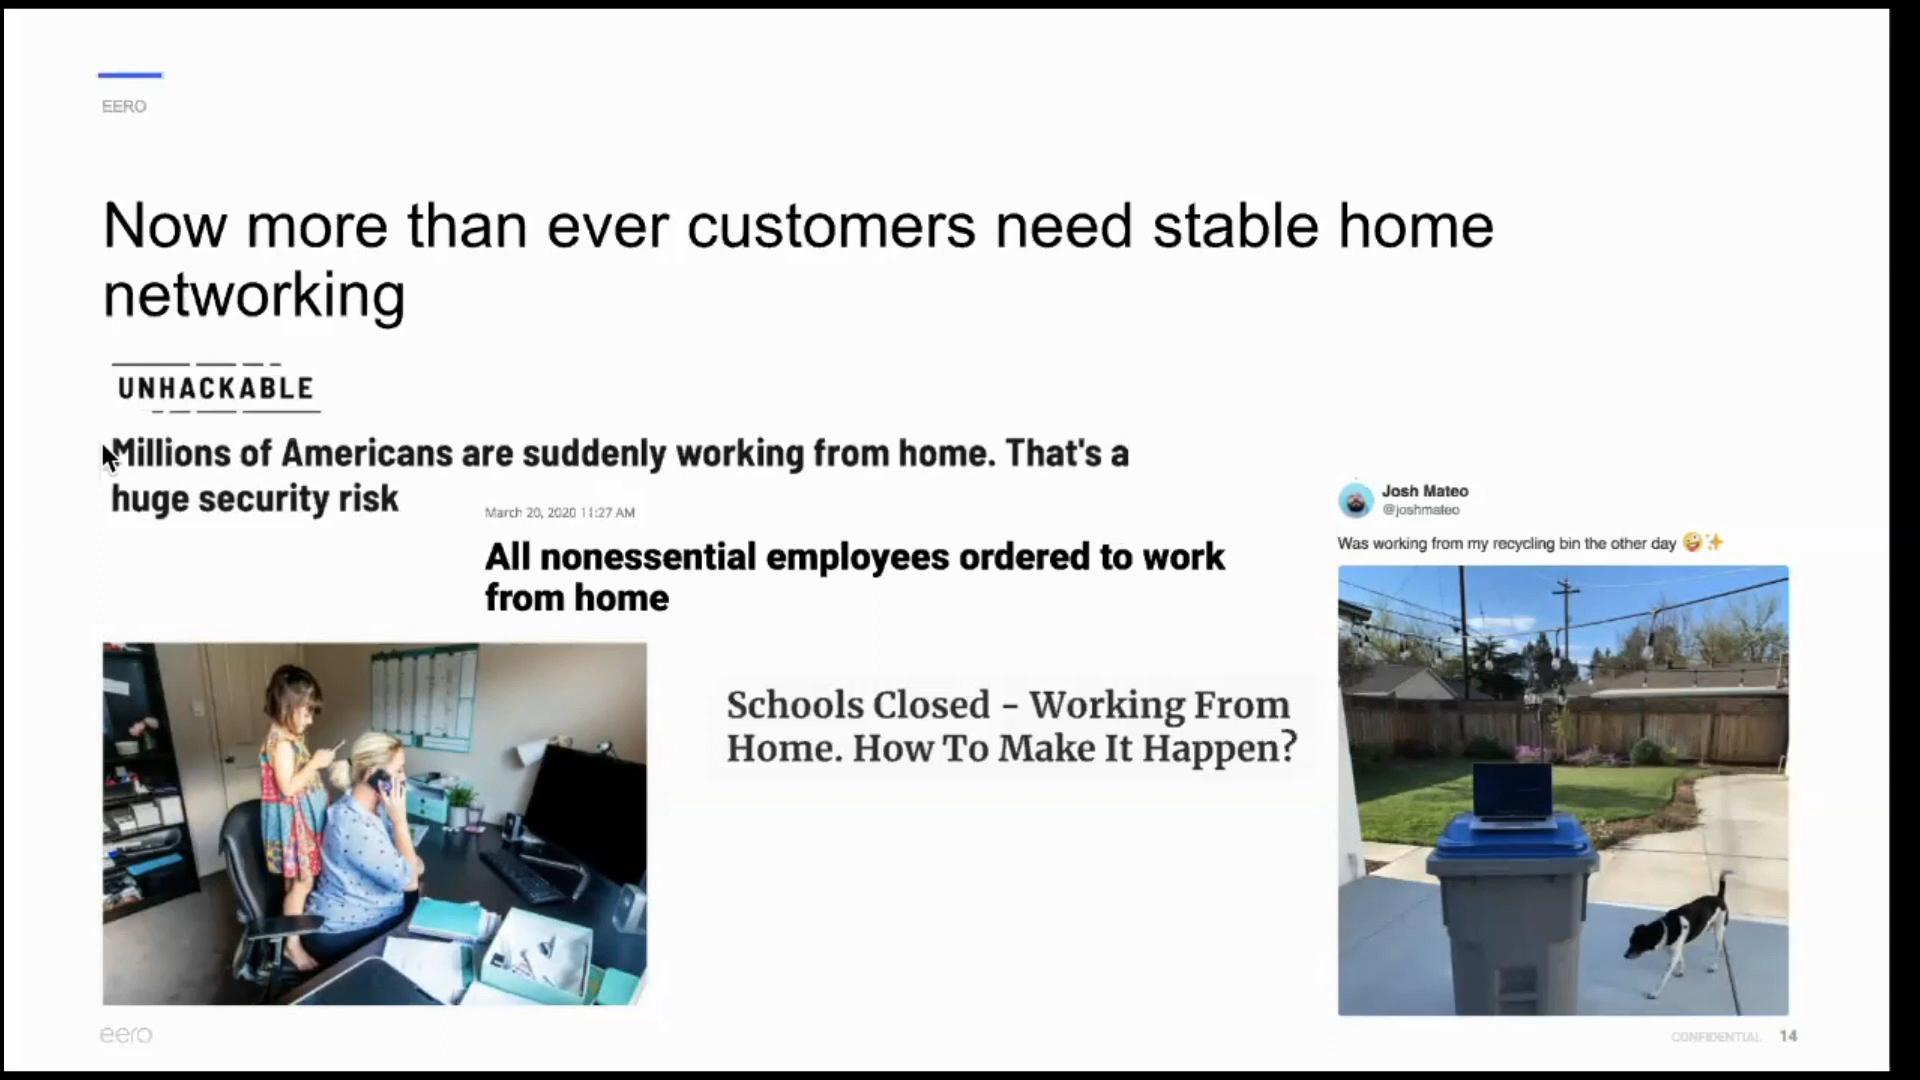 EERO
Now more than ever customers need stable home
networking
UNHACKABLE
Millions of Americans are suddenly working from home. That's a
huge security risk
March 20, 2020 11:27 AM
All nonessential employees ordered to work
from home
Josh Mateo
@joshmateo
Was working from my recycling bin the other day 🤪✨
Schools Closed - Working From
Home. How To Make It Happen?
eero
CONFIDENTIAL 14